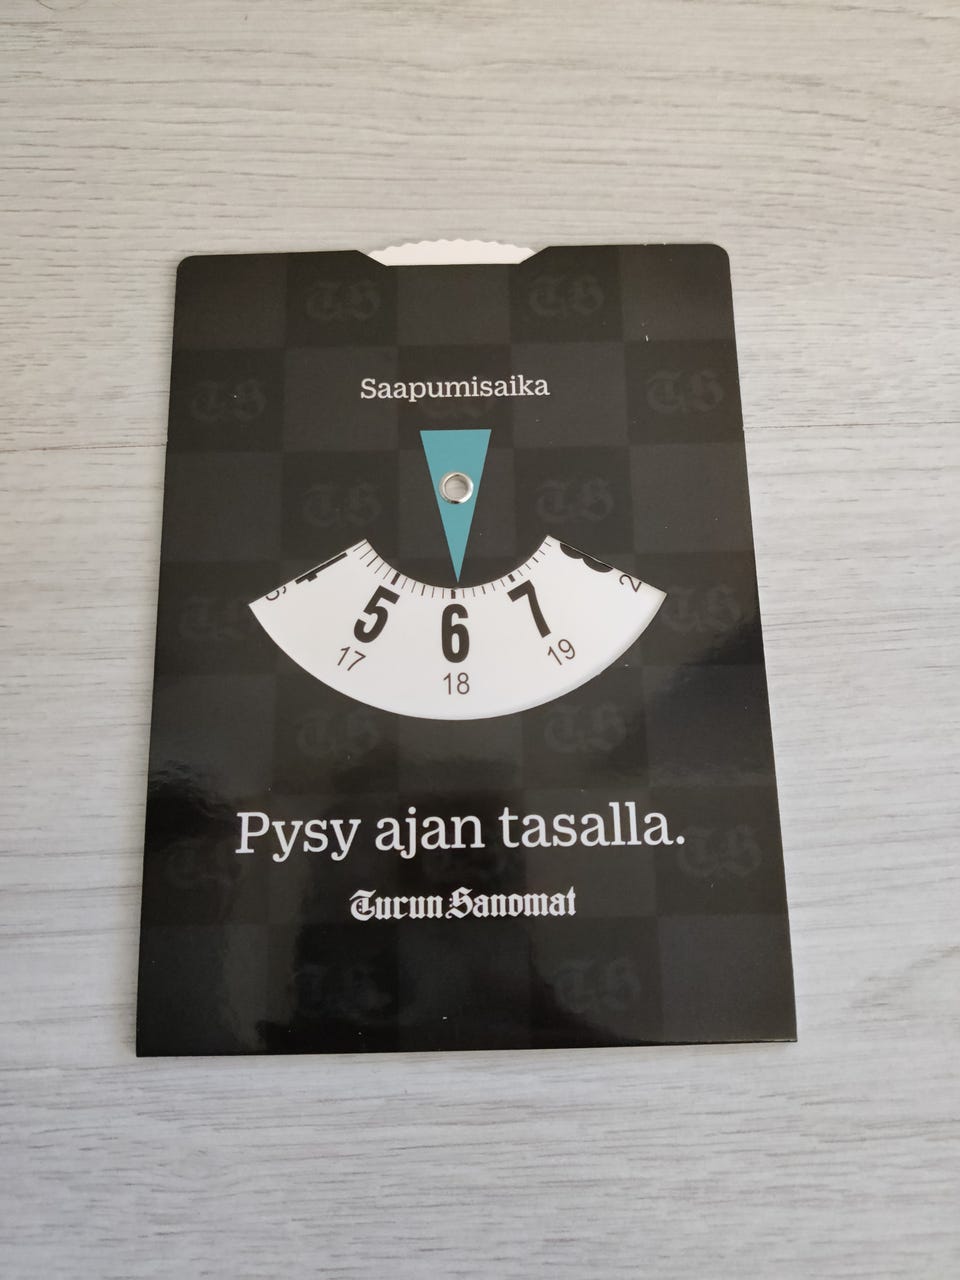 Saapumisaika
5 6 7
17 18 19
Pysy ajan tasalla.
Turun Sanomat